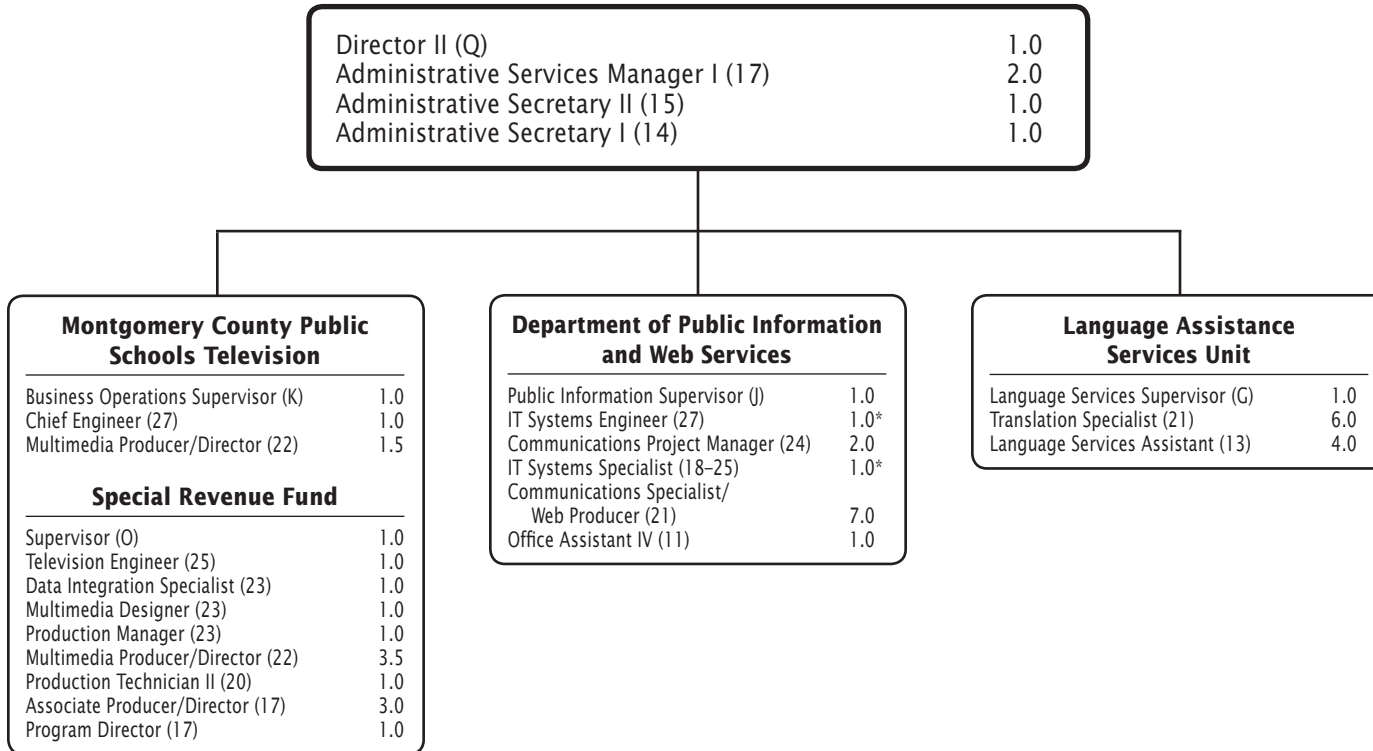 Director II (Q) 1.0
Administrative Services Manager I (17) 2.0
Administrative Secretary II (15) 1.0
Administrative Secretary I (14) 1.0
Montgomery County Public
Schools Television
Business Operations Supervisor (K) 1.0
Chief Engineer (27) 1.0
Multimedia Producer/Director (22) 1.5
Special Revenue Fund
Supervisor (O) 1.0
Television Engineer (25) 1.0
Data Integration Specialist (23) 1.0
Multimedia Designer (23) 1.0
Production Manager (23) 1.0
Multimedia Producer/Director (22) 3.5
Production Technician II (20) 1.0
Associate Producer/Director (17) 3.0
Program Director (17) 1.0
Department of Public Information
and Web Services
Public Information Supervisor (J) 1.0
IT Systems Engineer (27) 1.0*
Communications Project Manager (24) 2.0
IT Systems Specialist (18–25) 1.0*
Communications Specialist/
Web Producer (21) 7.0
Office Assistant IV (11) 1.0
Language Assistance
Services Unit
Language Services Supervisor (G) 1.0
Translation Specialist (21) 6.0
Language Services Assistant (13) 4.0